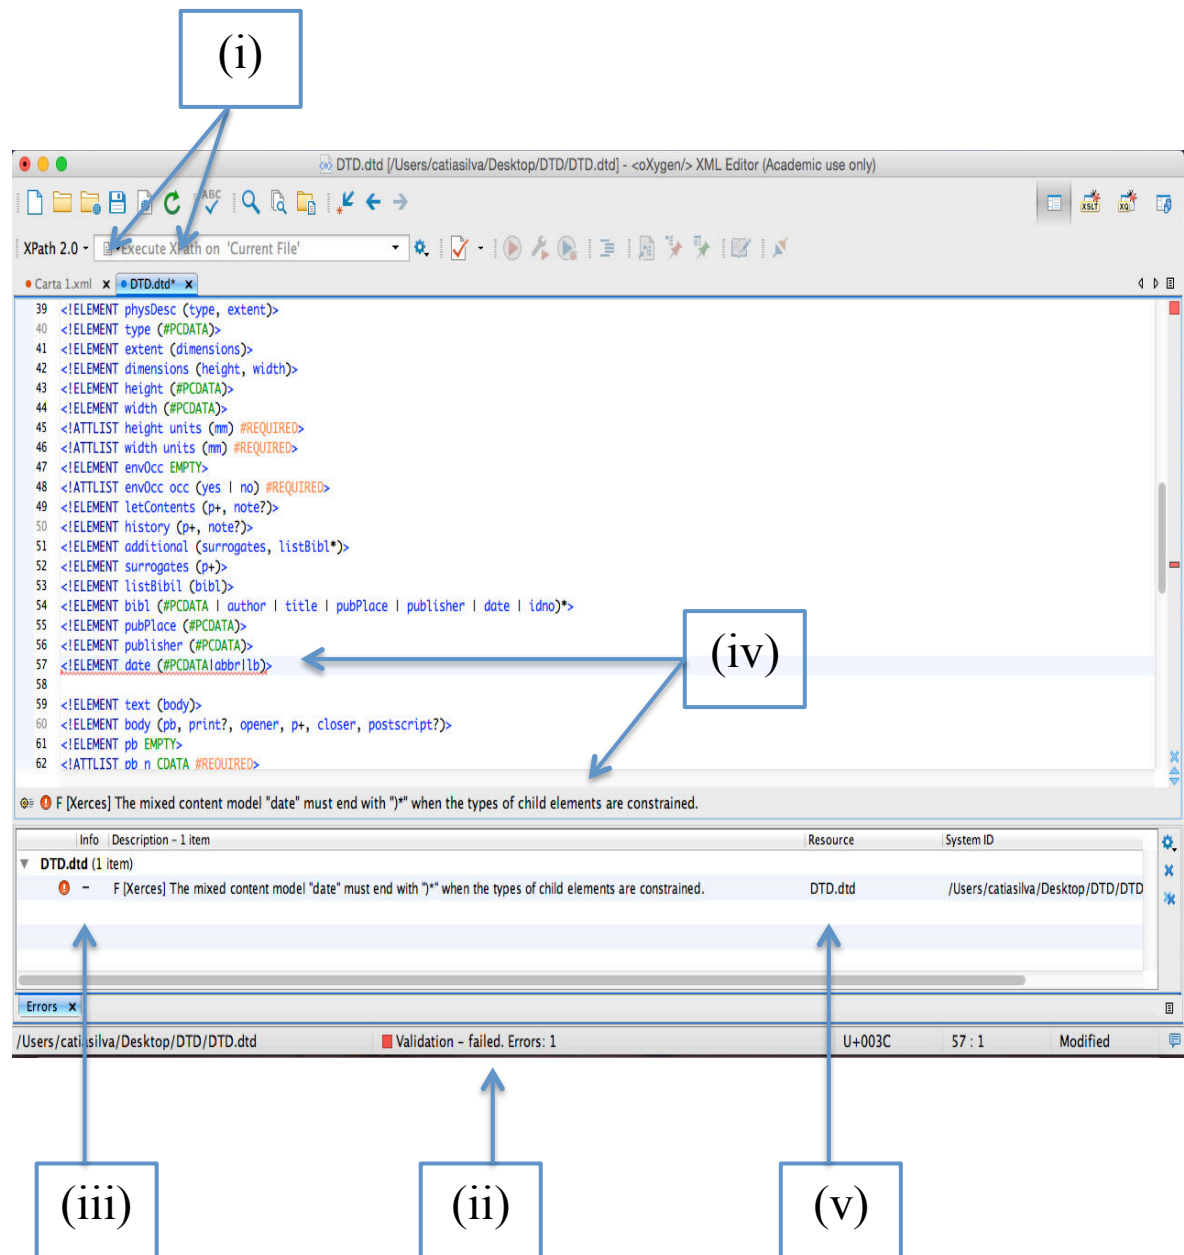 (i)
DTD.dtd [/Users/catiasilva/Desktop/DTD/DTD.dtd] - <oXygen/> XML Editor (Academic use only)
ABC
XSLT XQ
XPath 2.0 Execute XPath on 'Current File'
Carta 1.xml x DTD.dtd* x
39 <!ELEMENT physDesc (type, extent)>
40 <!ELEMENT type (#PCDATA)>
41 <!ELEMENT extent (dimensions)>
42 <!ELEMENT dimensions (height, width)>
43 <!ELEMENT height (#PCDATA)>
44 <!ELEMENT width (#PCDATA)>
45 <!ATTLIST height units (mm) #REQUIRED>
46 <!ATTLIST width units (mm) #REQUIRED>
47 <!ELEMENT envOcc EMPTY>
48 <!ATTLIST envOcc occ (yes | no) #REQUIRED>
49 <!ELEMENT letContents (p+, note?)>
50 <!ELEMENT history (p+, note?)>
51 <!ELEMENT additional (surrogates, listBibl*)>
52 <!ELEMENT surrogates (p+)>
53 <!ELEMENT listBibil (bibl)>
54 <!ELEMENT bibl (#PCDATA | author | title | pubPlace | publisher | date | idno)*>
55 <!ELEMENT pubPlace (#PCDATA)>
56 <!ELEMENT publisher (#PCDATA)>
57 <!ELEMENT date (#PCDATA|abbr|lb)>
(iv)
58
59 <!ELEMENT text (body)>
60 <!ELEMENT body (pb, print?, opener, p+, closer, postscript?)>
61 <!ELEMENT pb EMPTY>
62 <!ATTLIST pb n CDATA #REQUIRED>
F [Xerces] The mixed content model "date" must end with ")*" when the types of child elements are constrained.
Info Description – 1 item Resource System ID
DTD.dtd (1 item)
– F [Xerces] The mixed content model "date" must end with ")*" when the types of child elements are constrained. DTD.dtd /Users/catiasilva/Desktop/DTD/DTD
Errors x
/Users/catiasilva/Desktop/DTD/DTD.dtd Validation – failed. Errors: 1 U+003C 57 : 1 Modified
(iii) (ii) (v)